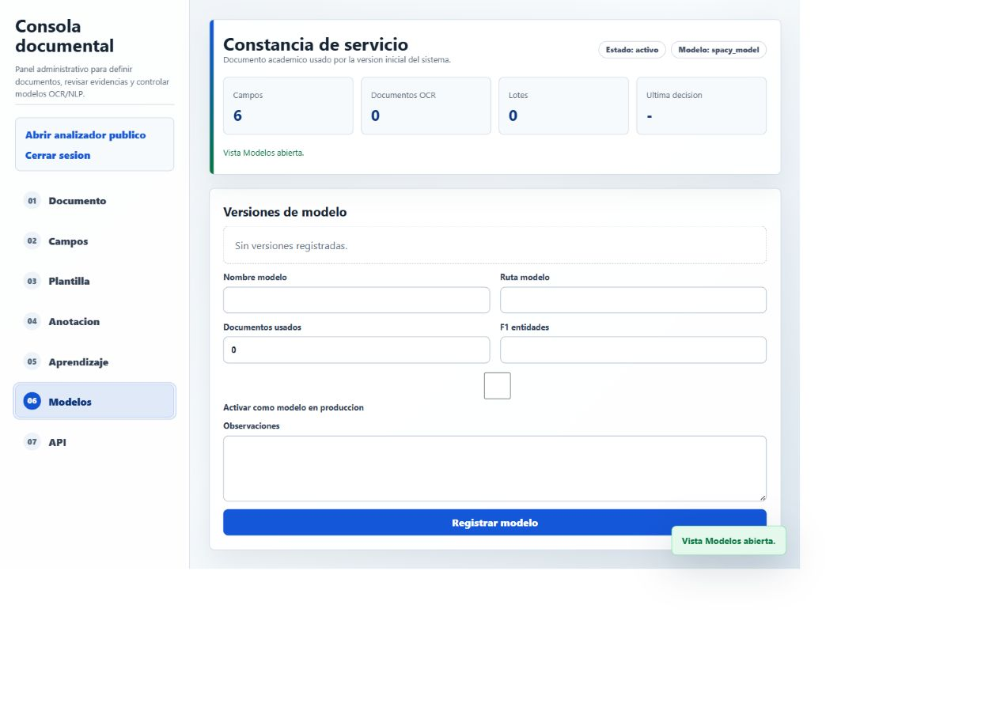 Consola
documental
Panel administrativo para definir
documentos, revisar evidencias y controlar
modelos OCR/NLP.
Abrir analizador publico
Cerrar sesion
01 Documento
02 Campos
03 Plantilla
04 Anotacion
05 Aprendizaje
06 Modelos
07 API
Constancia de servicio
Documento academico usado por la version inicial del sistema.
Estado: activo Modelo: spacy_model
Campos Documentos OCR Lotes Ultima decision
6 0 0 -
Vista Modelos abierta.
Versiones de modelo
Sin versiones registradas.
Nombre modelo Ruta modelo
Documentos usados F1 entidades
0
Activar como modelo en produccion
Observaciones
Registrar modelo
Vista Modelos abierta.